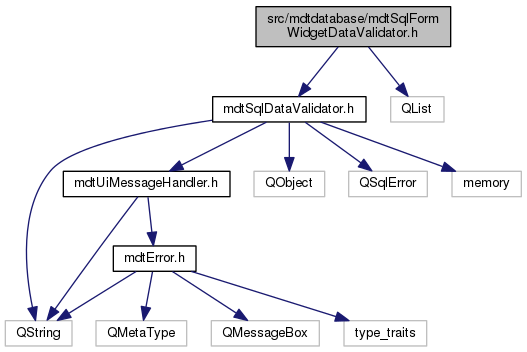 src/mdtdatabase/mdtSqlForm
WidgetDataValidator.h
mdtSqlDataValidator.h
QList
mdtUiMessageHandler.h
QObject
QSqlError
memory
mdtError.h
QString
QMetaType
QMessageBox
type_traits